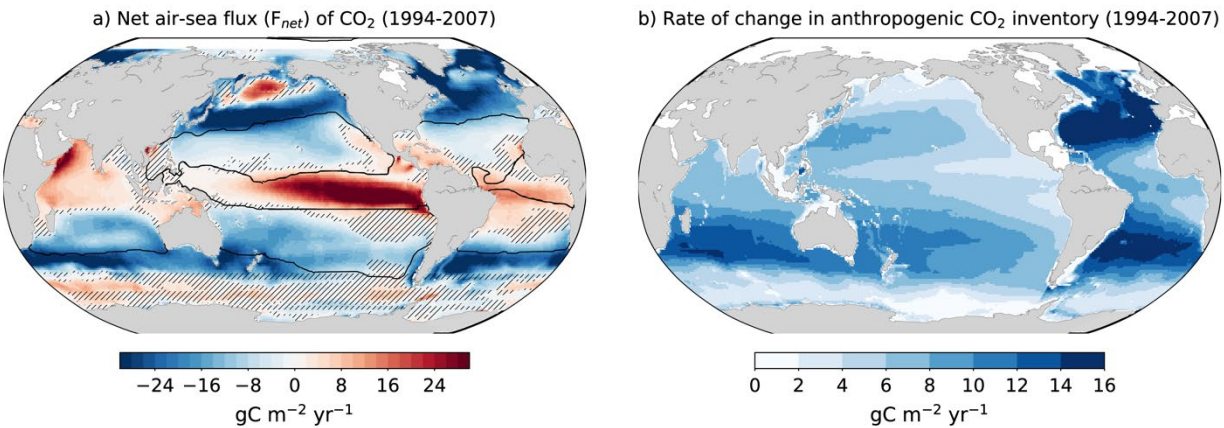 a) Net air-sea flux (Fnet) of CO₂ (1994-2007)
b) Rate of change in anthropogenic CO₂ inventory (1994-2007)
−24 −16 −8 0 8 16 24
gC m⁻² yr⁻¹
0 2 4 6 8 10 12 14 16
gC m⁻² yr⁻¹